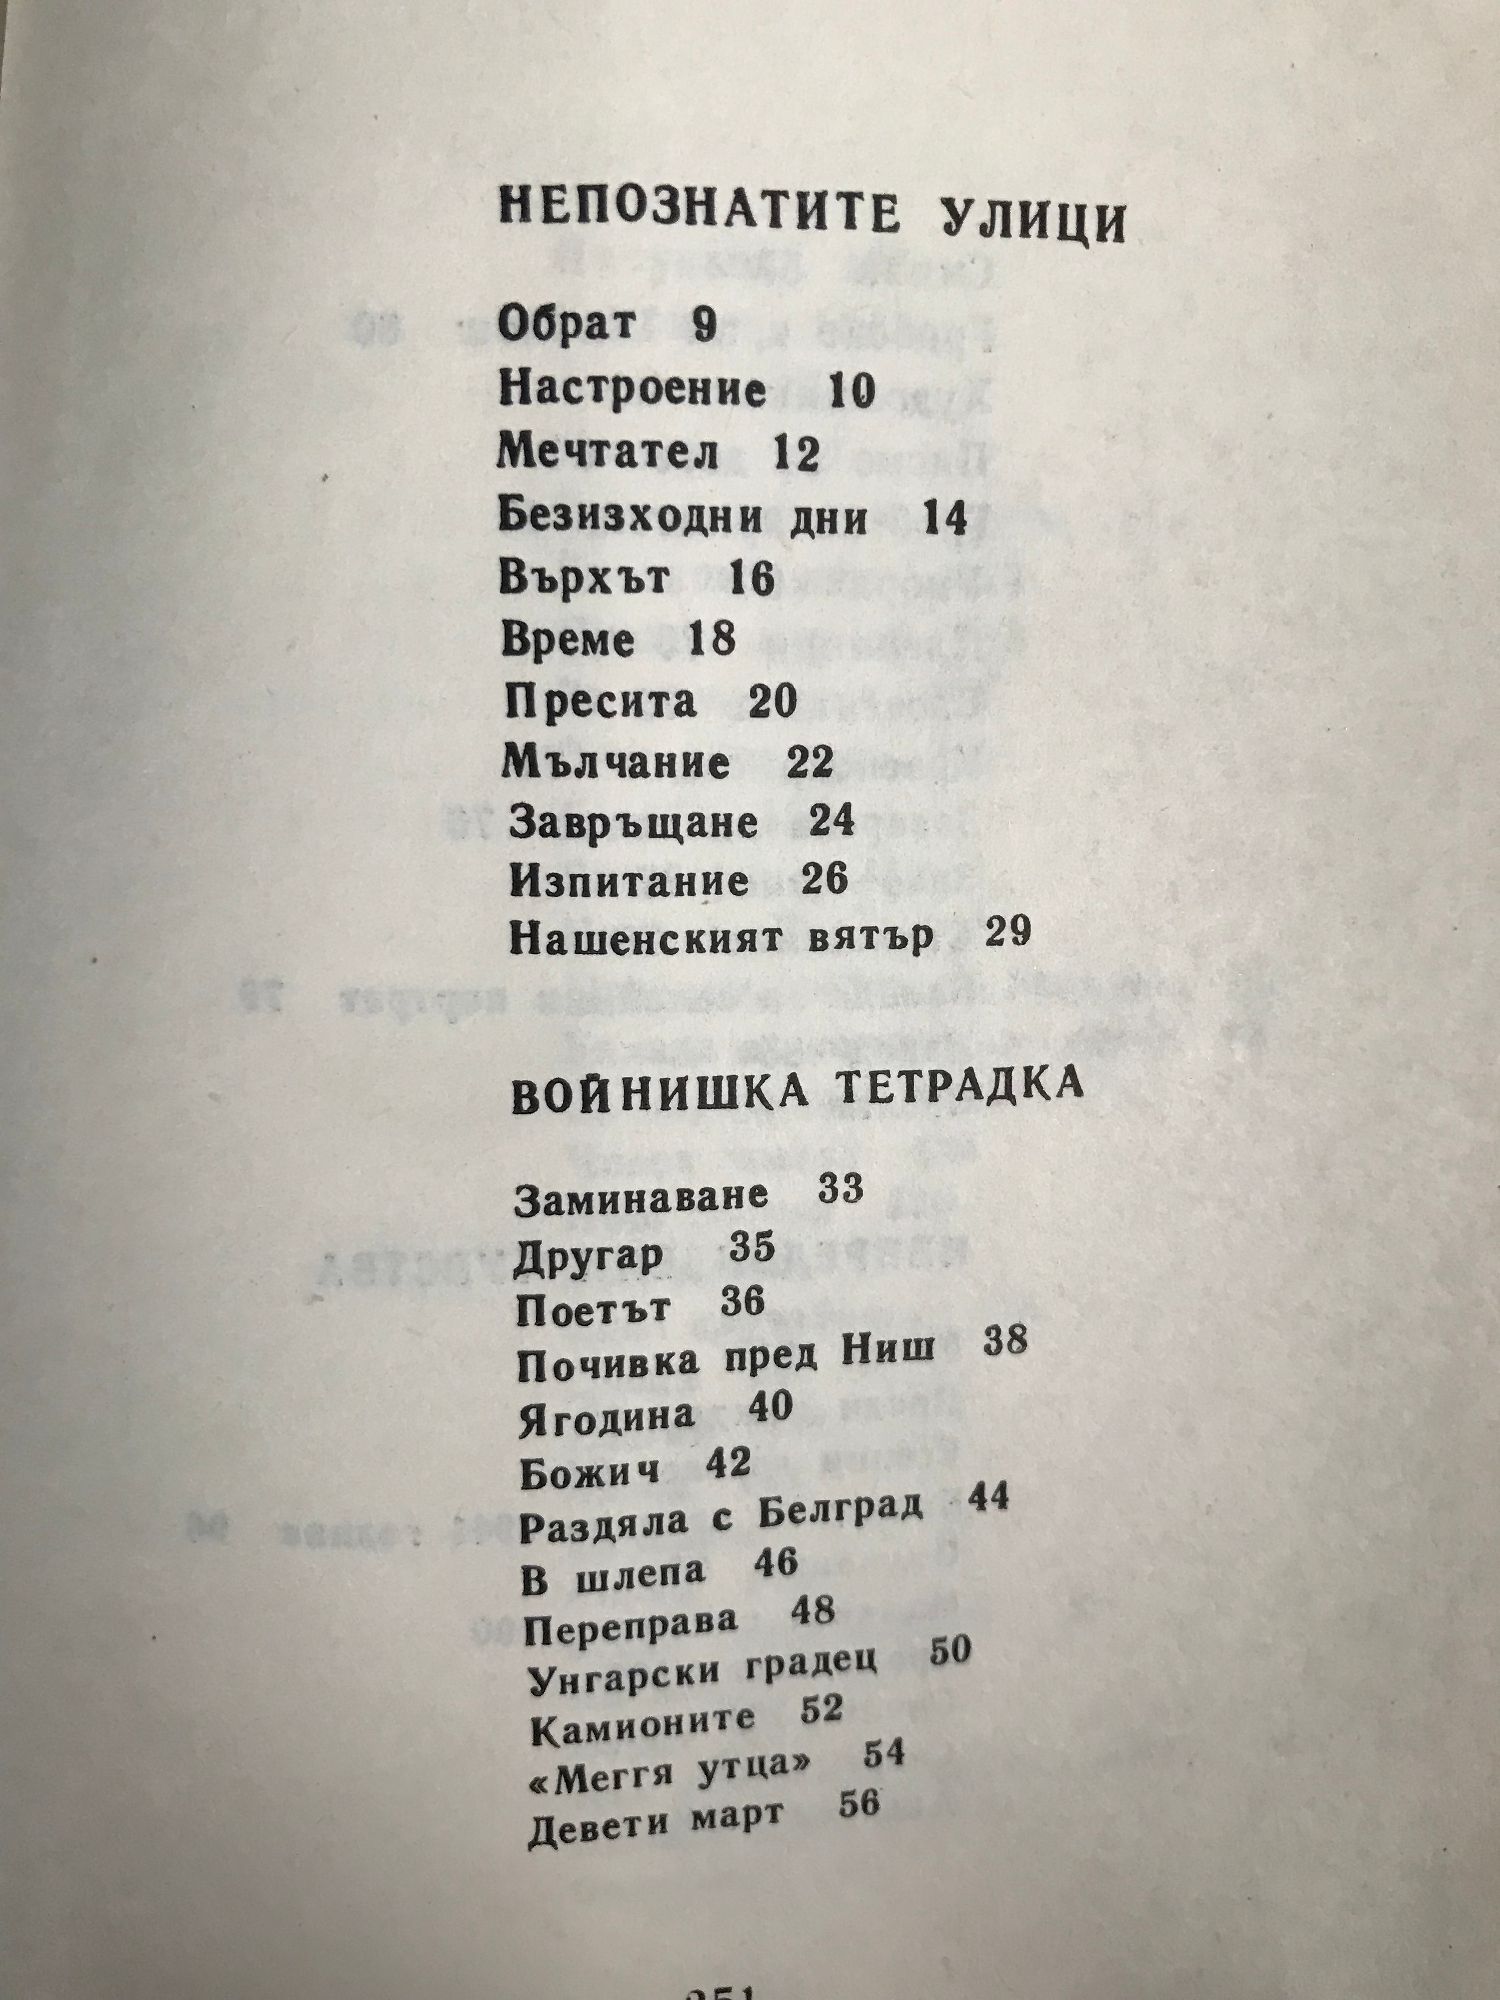 НЕПОЗНАТИТЕ УЛИЦИ
Обрат 9
Настроение 10
Мечтател 12
Безизходни дни 14
Върхът 16
Време 18
Пресита 20
Мълчание 22
Завръщане 24
Изпитание 26
Нашенският вятър 29
ВОЙНИШКА ТЕТРАДКА
Заминаване 33
Другар 35
Поетът 36
Почивка пред Ниш 38
Ягодина 40
Божич 42
Раздяла с Белград 44
В шлепа 46
Переправа 48
Унгарски градец 50
Камионите 52
«Меггя утца» 54
Девети март 56
251